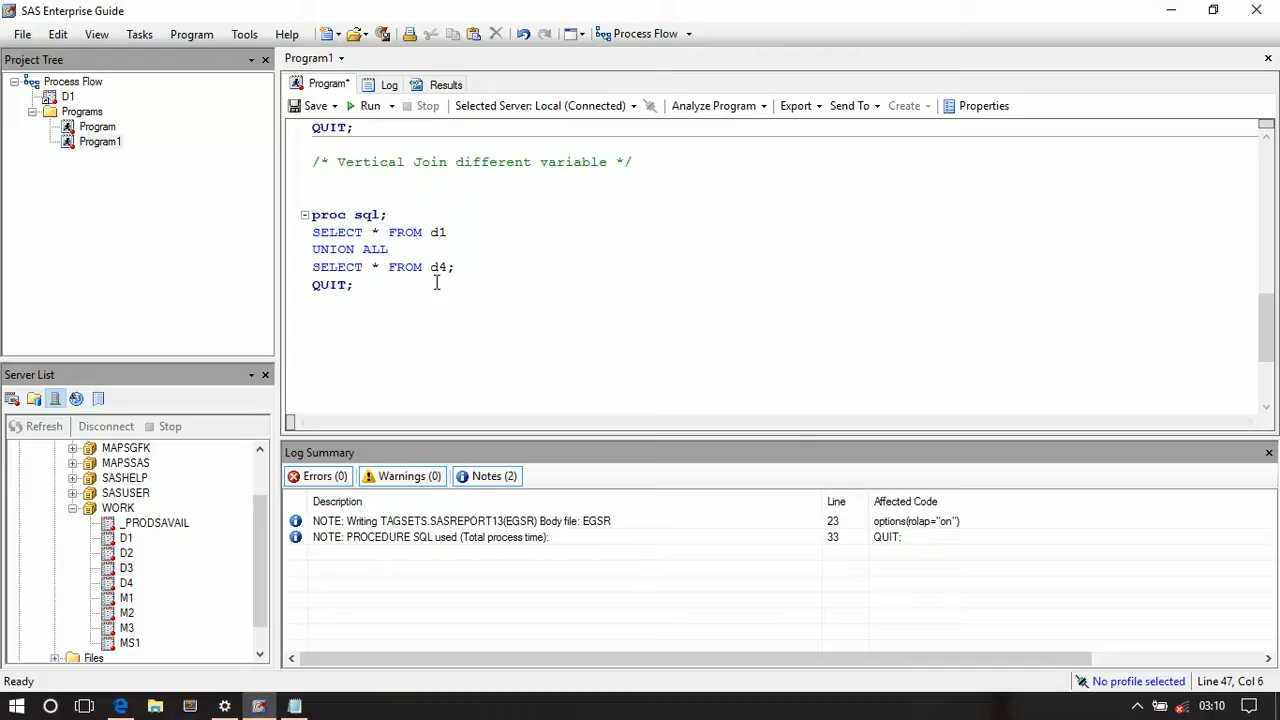 SAS Enterprise Guide
File Edit View Tasks Program Tools Help Process Flow
Project Tree
Process Flow
D1
Programs
Program
Program1
Program1
Program* Log Results
Save Run Stop Selected Server: Local (Connected) Analyze Program Export Send To Create Properties
QUIT;
/* Vertical Join different variable */
proc sql;
SELECT * FROM d1
UNION ALL
SELECT * FROM d4;
QUIT;
Server List
Refresh Disconnect Stop
MAPSGFK
MAPSSAS
SASHELP
SASUSER
WORK
_PRODSAVAIL
D1
D2
D3
D4
M1
M2
M3
MS1
Files
Log Summary
Errors (0) Warnings (0) Notes (2)
Description Line Affected Code
NOTE: Writing TAGSETS.SASREPORT13(EGSR) Body file: EGSR 23 options(rolap="on")
NOTE: PROCEDURE SQL used (Total process time): 33 QUIT;
Ready No profile selected Line 47, Col 6
03:10